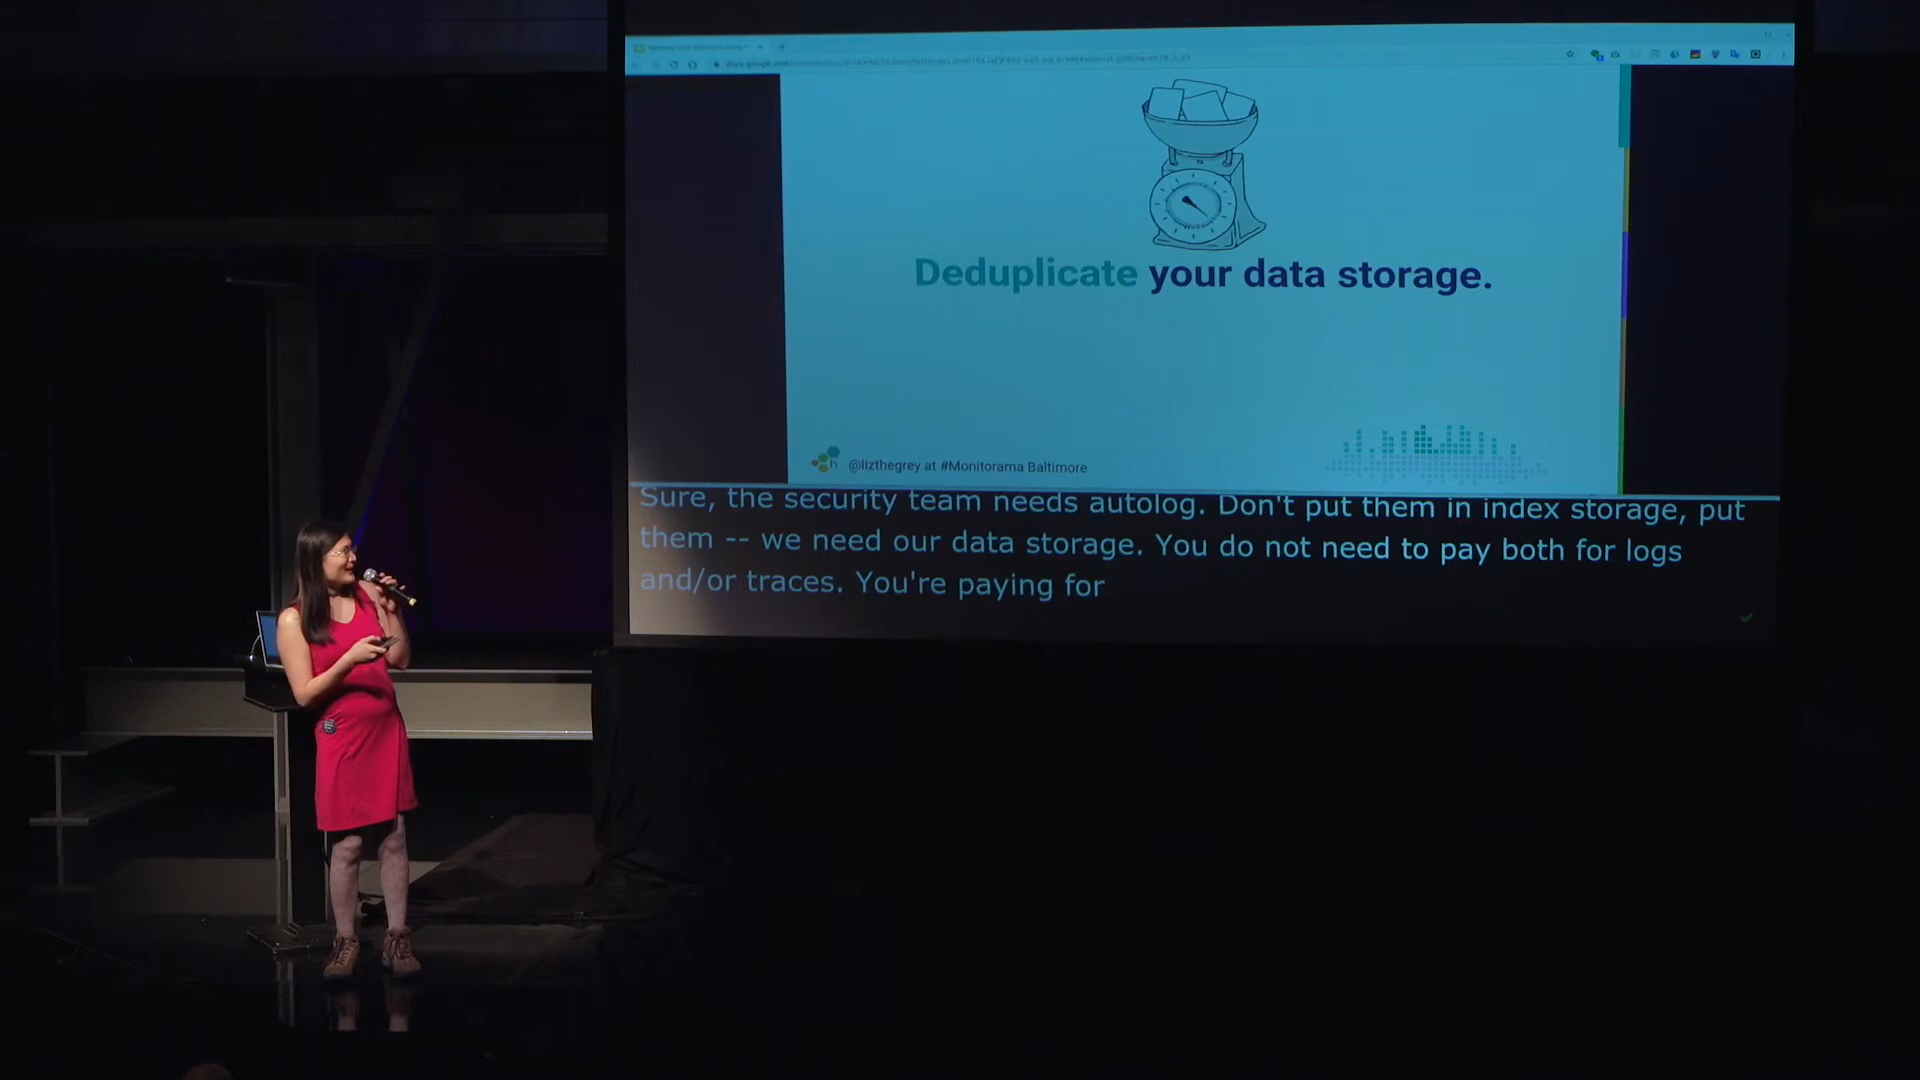 Deduplicate your data storage.
h @lizthegrey at #Monitorama Baltimore
Sure, the security team needs autolog. Don't put them in index storage, put
them -- we need our data storage. You do not need to pay both for logs
and/or traces. You're paying for